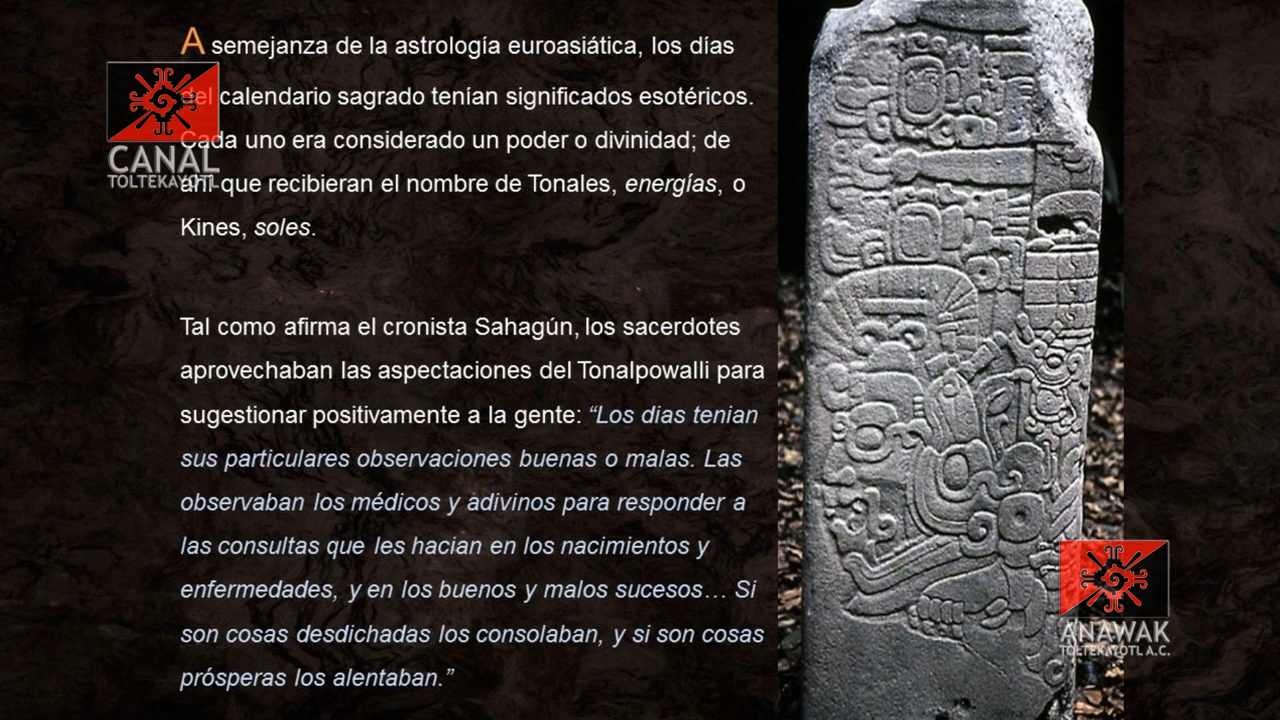 A semejanza de la astrología euroasiática, los días
del calendario sagrado tenían significados esotéricos.
Cada uno era considerado un poder o divinidad; de
ahí que recibieran el nombre de Tonales, energías, o
Kines, soles.
Tal como afirma el cronista Sahagún, los sacerdotes
aprovechaban las aspectaciones del Tonalpowalli para
sugestionar positivamente a la gente: “Los dias tenian
sus particulares observaciones buenas o malas. Las
observaban los médicos y adivinos para responder a
las consultas que les hacian en los nacimientos y
enfermedades, y en los buenos y malos sucesos… Si
son cosas desdichadas los consolaban, y si son cosas
prósperas los alentaban.”
CANAL
TOLTEKAYOTL
ANAWAK
TOLTEKAYOTL A.C.